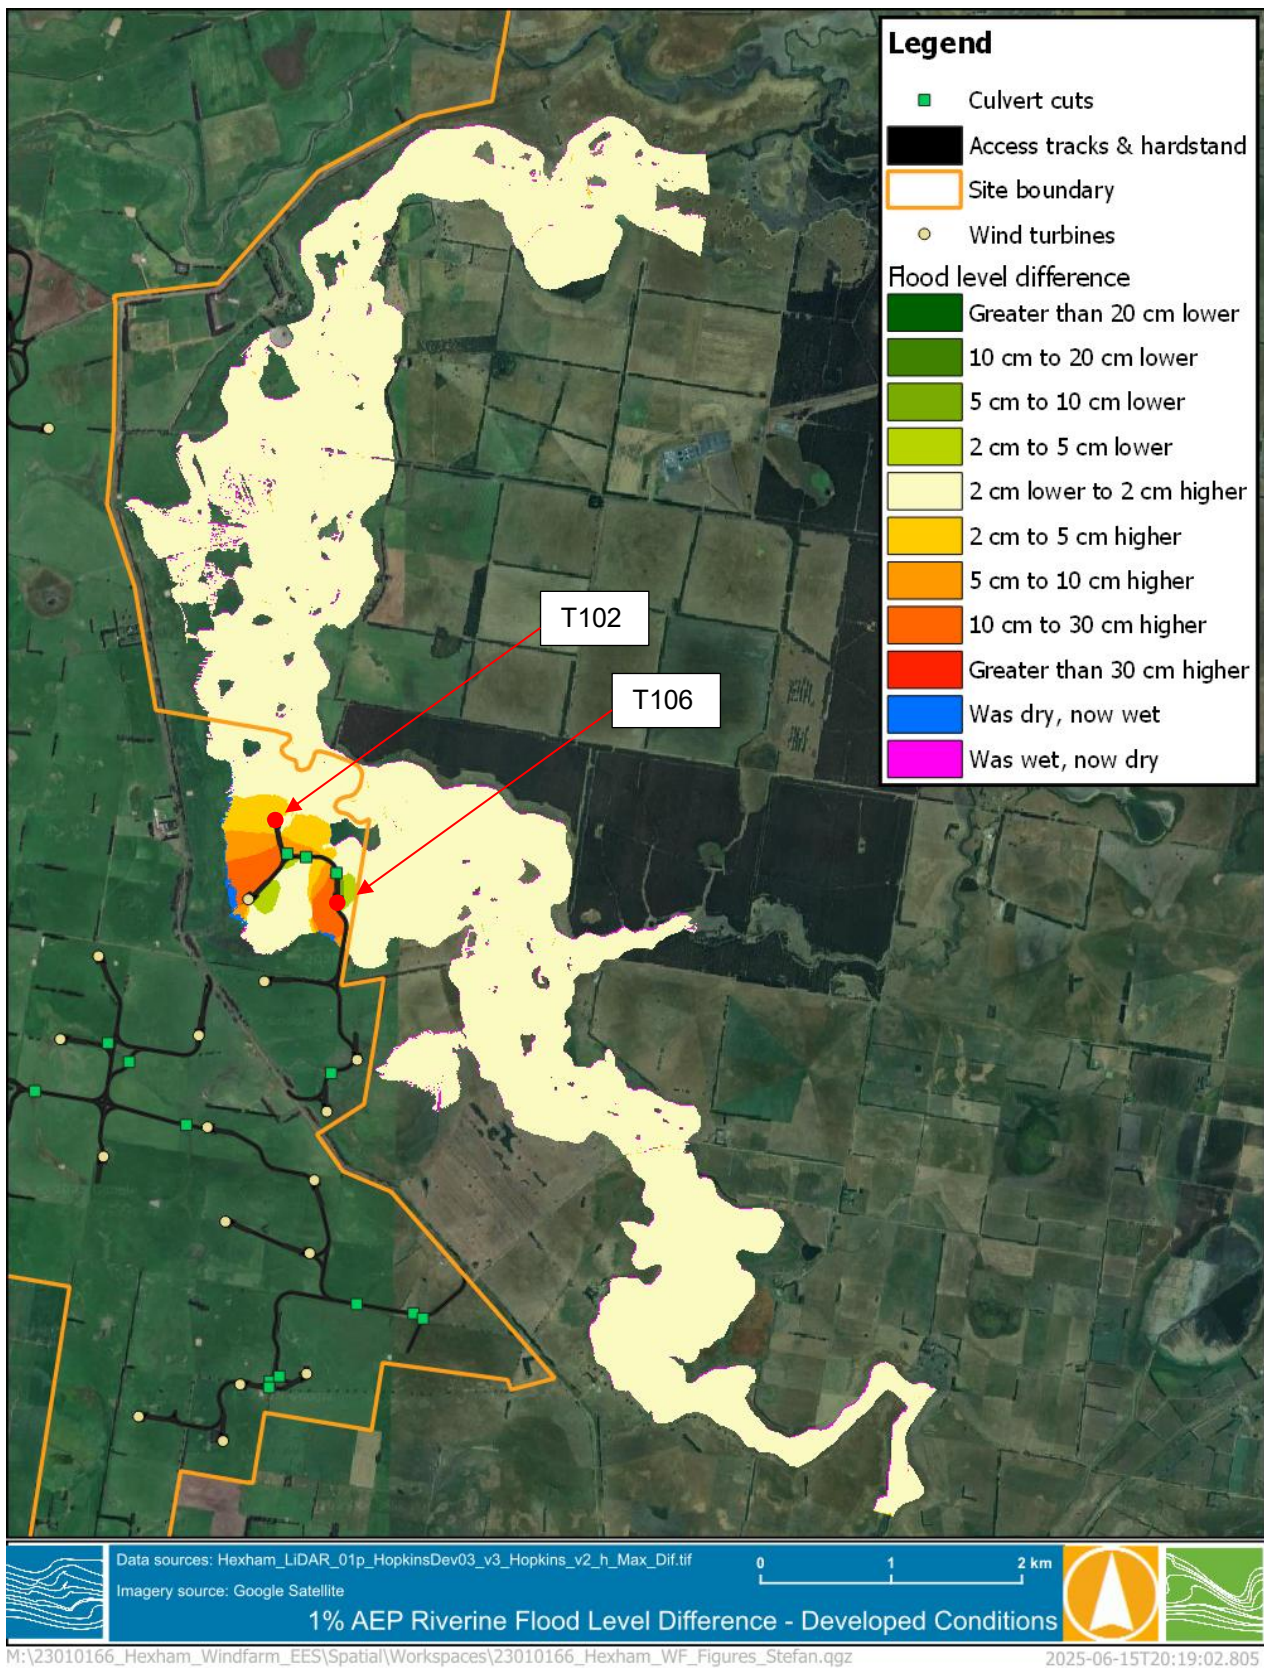 Legend
Culvert cuts
Access tracks & hardstand
Site boundary
Wind turbines
Flood level difference
Greater than 20 cm lower
10 cm to 20 cm lower
5 cm to 10 cm lower
2 cm to 5 cm lower
2 cm lower to 2 cm higher
2 cm to 5 cm higher
5 cm to 10 cm higher
10 cm to 30 cm higher
Greater than 30 cm higher
Was dry, now wet
Was wet, now dry
T102
T106
Data sources: Hexham_LiDAR_01p_HopkinsDev03_v3_Hopkins_v2_h_Max_Dif.tif
Imagery source: Google Satellite
0 1 2 km
1% AEP Riverine Flood Level Difference - Developed Conditions
M:\23010166_Hexham_Windfarm_EES\Spatial\Workspaces\23010166_Hexham_WF_Figures_Stefan.qgz
2025-06-15T20:19:02.805